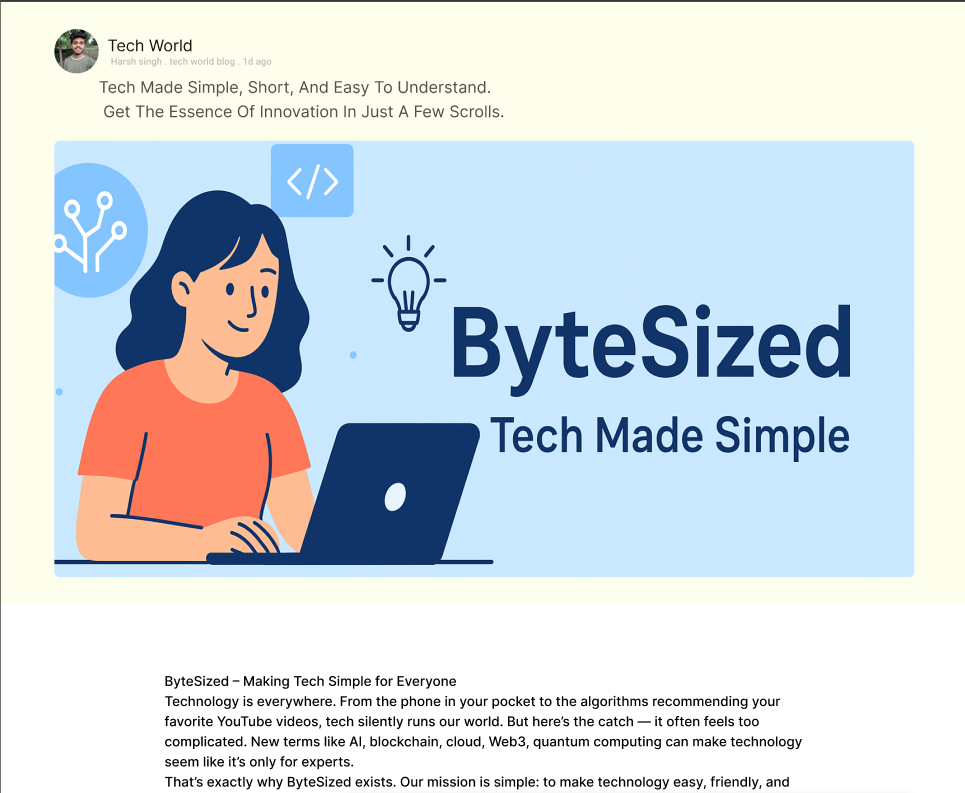 Tech World
Harsh singh . tech world blog . 1d ago
Tech Made Simple, Short, And Easy To Understand.
Get The Essence Of Innovation In Just A Few Scrolls.
</>
ByteSized
Tech Made Simple
ByteSized – Making Tech Simple for Everyone
Technology is everywhere. From the phone in your pocket to the algorithms recommending your
favorite YouTube videos, tech silently runs our world. But here’s the catch — it often feels too
complicated. New terms like AI, blockchain, cloud, Web3, quantum computing can make technology
seem like it’s only for experts.
That’s exactly why ByteSized exists. Our mission is simple: to make technology easy, friendly, and